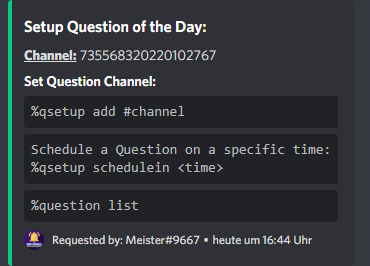 Setup Question of the Day:
Channel: 735568320220102767
Set Question Channel:
%qsetup add #channel
Schedule a Question on a specific time:
%qsetup schedulein <time>
%question list
Requested by: Meister#9667 • heute um 16:44 Uhr